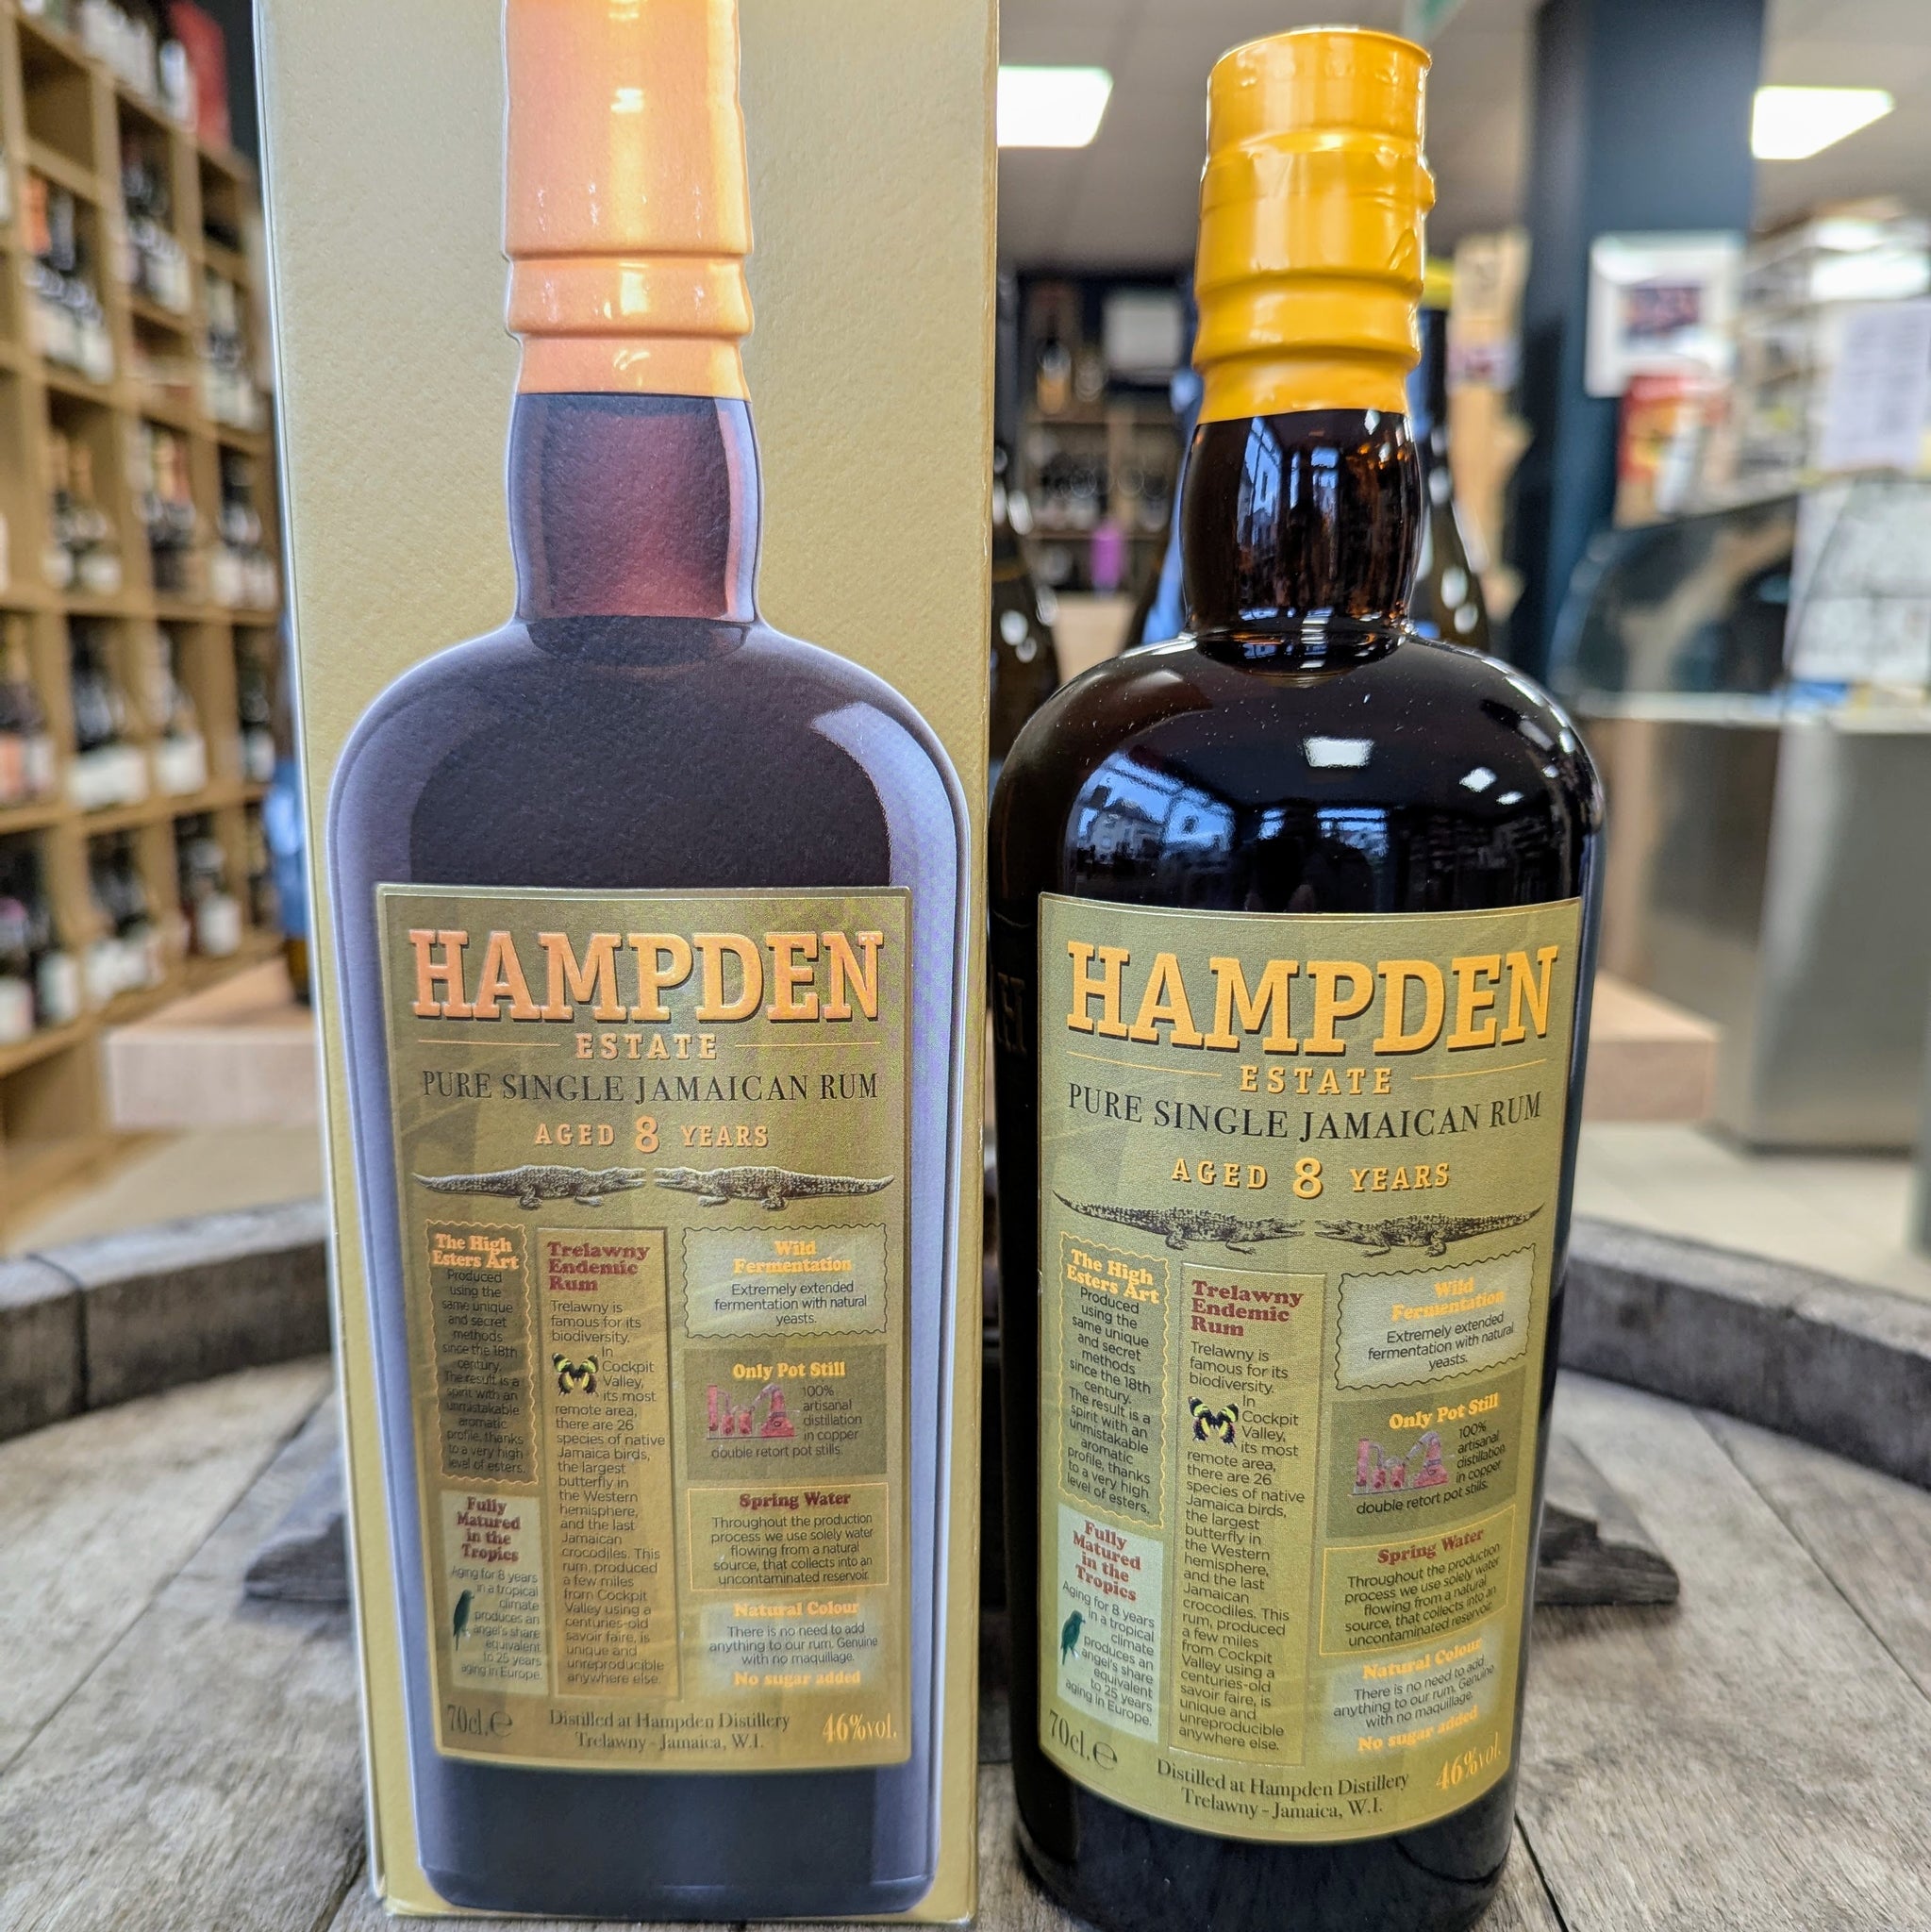 HAMPDEN
ESTATE
PURE SINGLE JAMAICAN RUM
AGED 8 YEARS
The High
Esters Art
Produced
using the
same unique
and secret
methods
since the 18th
century.
The result is a
spirit with an
unmistakable
aromatic
profile, thanks
to a very high
level of esters.
Fully
Matured
in the
Tropics
Aging for 8 years
in a tropical
climate
produces an
angel's share
equivalent
to 25 years
aging in Europe.
Trelawny
Endemic
Rum
Trelawny is
famous for its
biodiversity.
In
Cockpit
Valley,
its most
remote area,
there are 26
species of native
Jamaica birds,
the largest
butterfly in
the Western
hemisphere,
and the last
Jamaican
crocodiles. This
rum, produced
a few miles
from Cockpit
Valley using a
centuries-old
savoir faire, is
unique and
unreproducible
anywhere else.
Wild
Fermentation
Extremely extended
fermentation with natural
yeasts.
Only Pot Still
100%
artisanal
distillation
in copper
double retort pot stills.
Spring Water
Throughout the production
process we use solely water
flowing from a natural
source, that collects into an
uncontaminated reservoir.
Natural Colour
There is no need to add
anything to our rum. Genuine
with no maquillage.
No sugar added
70cl.℮
Distilled at Hampden Distillery
Trelawny - Jamaica, W.I.
46%vol.
HAMPDEN
ESTATE
PURE SINGLE JAMAICAN RUM
AGED 8 YEARS
The High
Esters Art
Produced
using the
same unique
and secret
methods
since the 18th
century.
The result is a
spirit with an
unmistakable
aromatic
profile, thanks
to a very high
level of esters.
Fully
Matured
in the
Tropics
Aging for 8 years
in a tropical
climate
produces an
angel's share
equivalent
to 25 years
aging in Europe.
Trelawny
Endemic
Rum
Trelawny is
famous for its
biodiversity.
In
Cockpit
Valley,
its most
remote area,
there are 26
species of native
Jamaica birds,
the largest
butterfly in
the Western
hemisphere,
and the last
Jamaican
crocodiles. This
rum, produced
a few miles
from Cockpit
Valley using a
centuries-old
savoir faire, is
unique and
unreproducible
anywhere else.
Wild
Fermentation
Extremely extended
fermentation with natural
yeasts.
Only Pot Still
100%
artisanal
distillation
in copper
double retort pot stills.
Spring Water
Throughout the production
process we use solely water
flowing from a natural
source, that collects into an
uncontaminated reservoir.
Natural Colour
There is no need to add
anything to our rum. Genuine
with no maquillage.
No sugar added
70cl.℮
Distilled at Hampden Distillery
Trelawny - Jamaica, W.I.
46%vol.